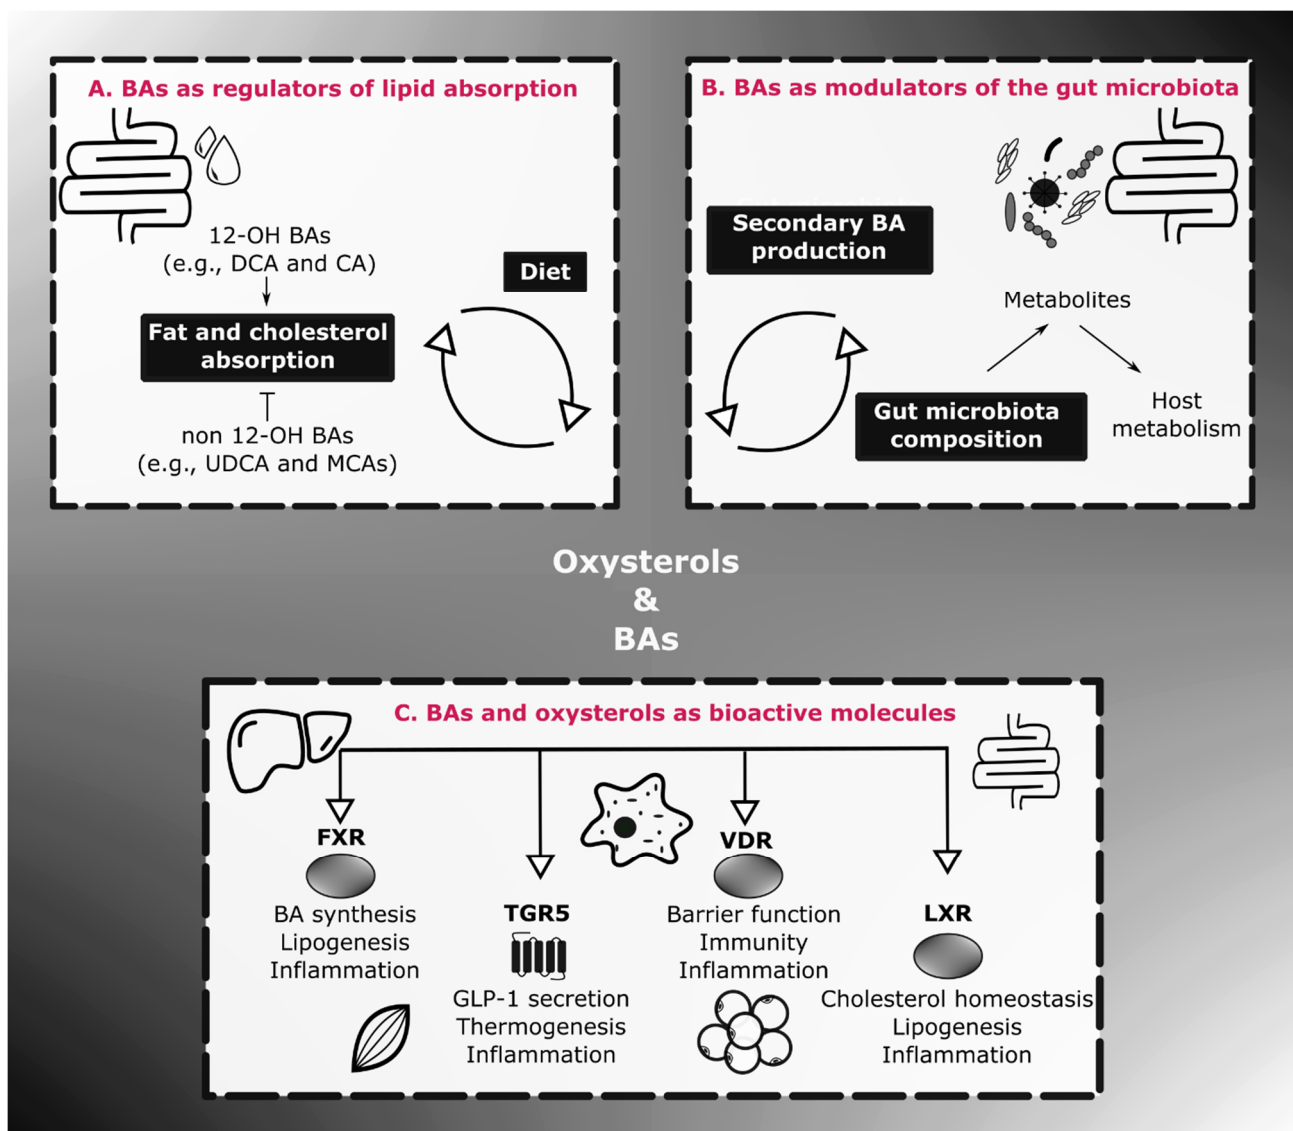 A. BAs as regulators of lipid absorption
12-OH BAs
(e.g., DCA and CA)
Fat and cholesterol
absorption
non 12-OH BAs
(e.g., UDCA and MCAs)
Diet
B. BAs as modulators of the gut microbiota
Secondary BA
production
Metabolites
Gut microbiota
composition
Host
metabolism
Oxysterols
&
BAs
C. BAs and oxysterols as bioactive molecules
FXR
BA synthesis
Lipogenesis
Inflammation
TGR5
GLP-1 secretion
Thermogenesis
Inflammation
VDR
Barrier function
Immunity
Inflammation
LXR
Cholesterol homeostasis
Lipogenesis
Inflammation